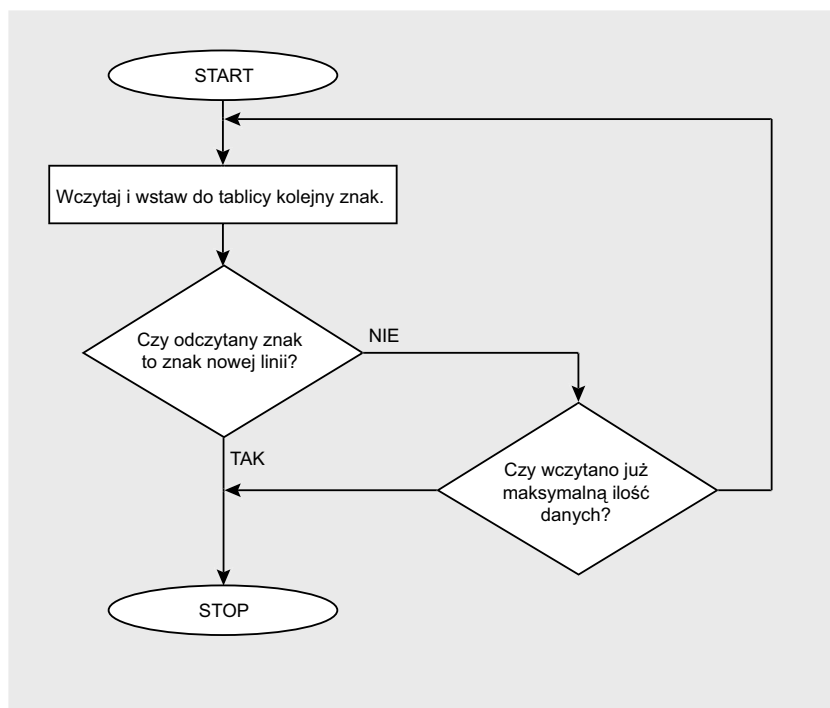 START
Wczytaj i wstaw do tablicy kolejny znak.
Czy odczytany znak
to znak nowej linii?
NIE
TAK
Czy wczytano już
maksymalną ilość
danych?
STOP